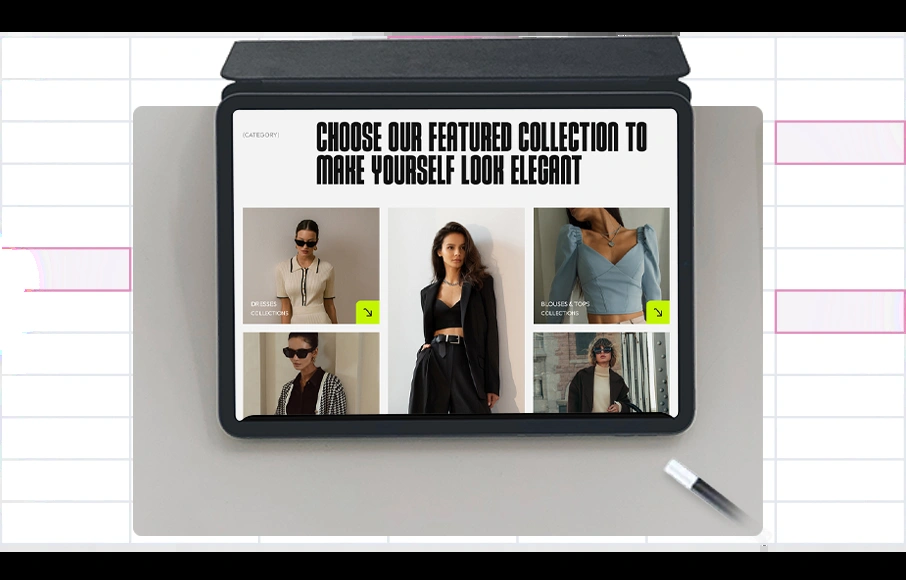 (CATEGORY)
CHOOSE OUR FEATURED COLLECTION TO
MAKE YOURSELF LOOK ELEGANT
DRESSES
COLLECTIONS
BLOUSES & TOPS
COLLECTIONS